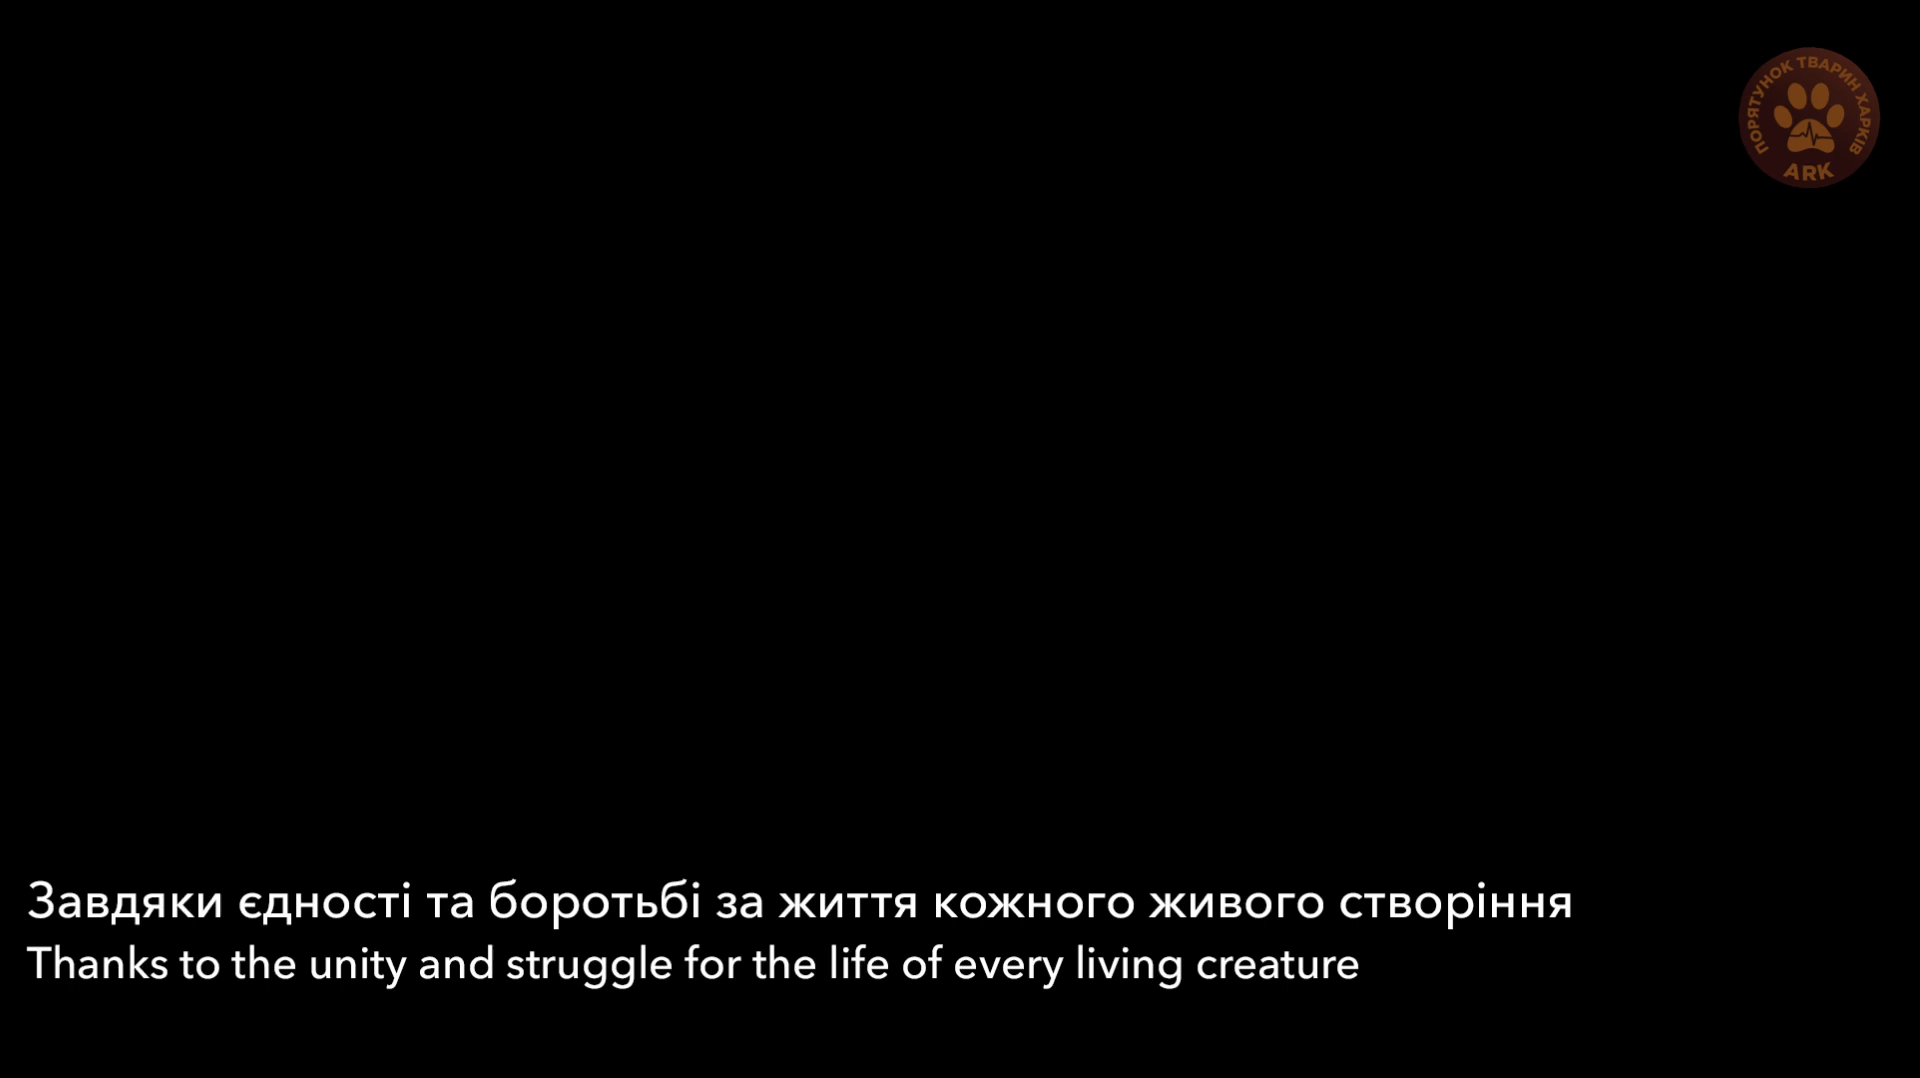 ПОРЯТУНОК ТВАРИН ХАРКІВ
ARK
Завдяки єдності та боротьбі за життя кожного живого створіння
Thanks to the unity and struggle for the life of every living creature